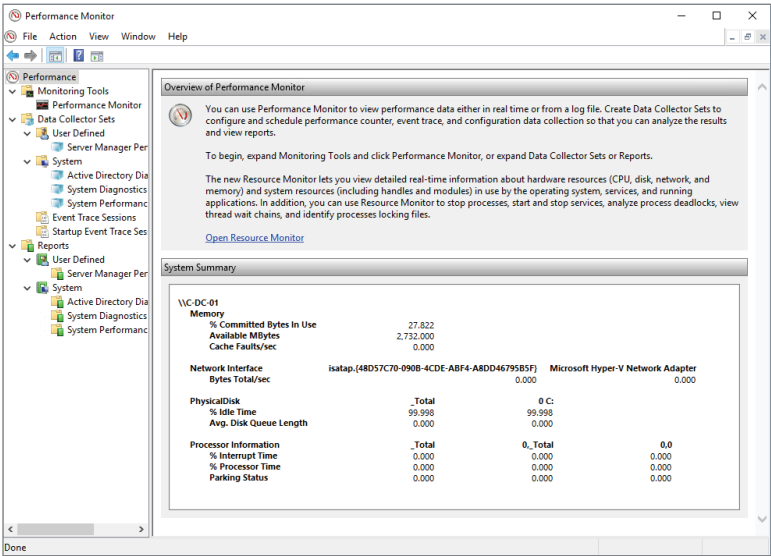 Performance Monitor
File Action View Window Help
Performance
Monitoring Tools
Performance Monitor
Data Collector Sets
User Defined
Server Manager Per
System
Active Directory Dia
System Diagnostics
System Performanc
Event Trace Sessions
Startup Event Trace Ses
Reports
User Defined
Server Manager Per
System
Active Directory Dia
System Diagnostics
System Performanc
Overview of Performance Monitor
You can use Performance Monitor to view performance data either in real time or from a log file. Create Data Collector Sets to
configure and schedule performance counter, event trace, and configuration data collection so that you can analyze the results
and view reports.
To begin, expand Monitoring Tools and click Performance Monitor, or expand Data Collector Sets or Reports.
The new Resource Monitor lets you view detailed real-time information about hardware resources (CPU, disk, network, and
memory) and system resources (including handles and modules) in use by the operating system, services, and running
applications. In addition, you can use Resource Monitor to stop processes, start and stop services, analyze process deadlocks, view
thread wait chains, and identify processes locking files.
Open Resource Monitor
System Summary
\\C-DC-01
Memory
% Committed Bytes In Use 27.822
Available MBytes 2,732.000
Cache Faults/sec 0.000
Network Interface isatap.{48D57C70-090B-4CDE-ABF4-A8DD46795B5F} Microsoft Hyper-V Network Adapter
Bytes Total/sec 0.000 0.000
PhysicalDisk _Total 0 C:
% Idle Time 99.998 99.998
Avg. Disk Queue Length 0.000 0.000
Processor Information _Total 0,_Total 0,0
% Interrupt Time 0.000 0.000 0.000
% Processor Time 0.000 0.000 0.000
Parking Status 0.000 0.000 0.000
Done